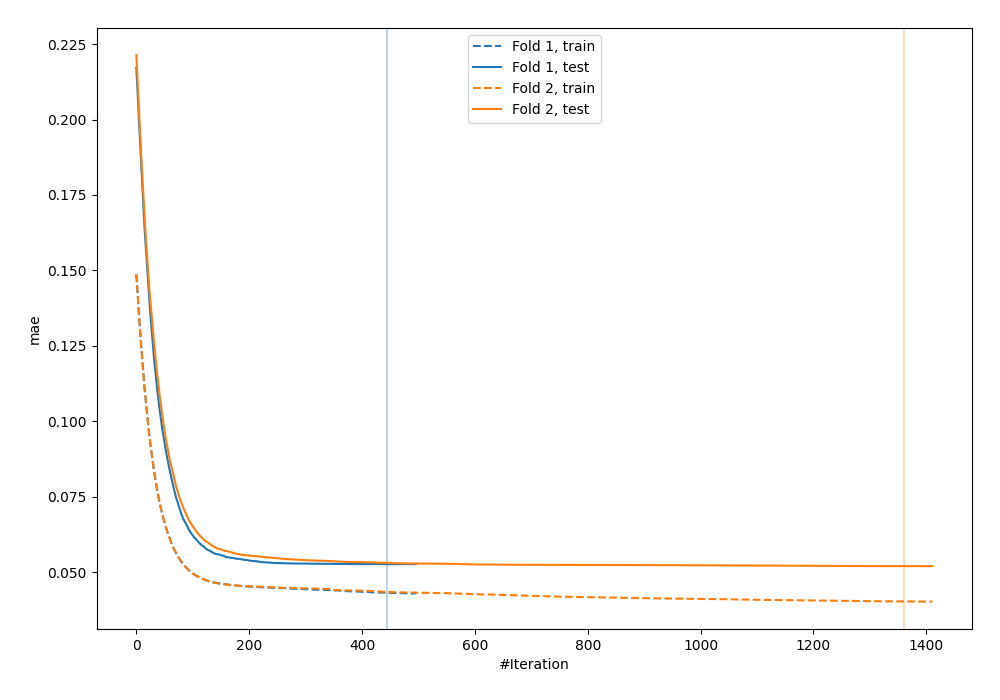 0.225
0.200
0.175
0.150
0.125
0.100
0.075
0.050
mae
Fold 1, train
Fold 1, test
Fold 2, train
Fold 2, test
0 200 400 600 800 1000 1200 1400
#Iteration